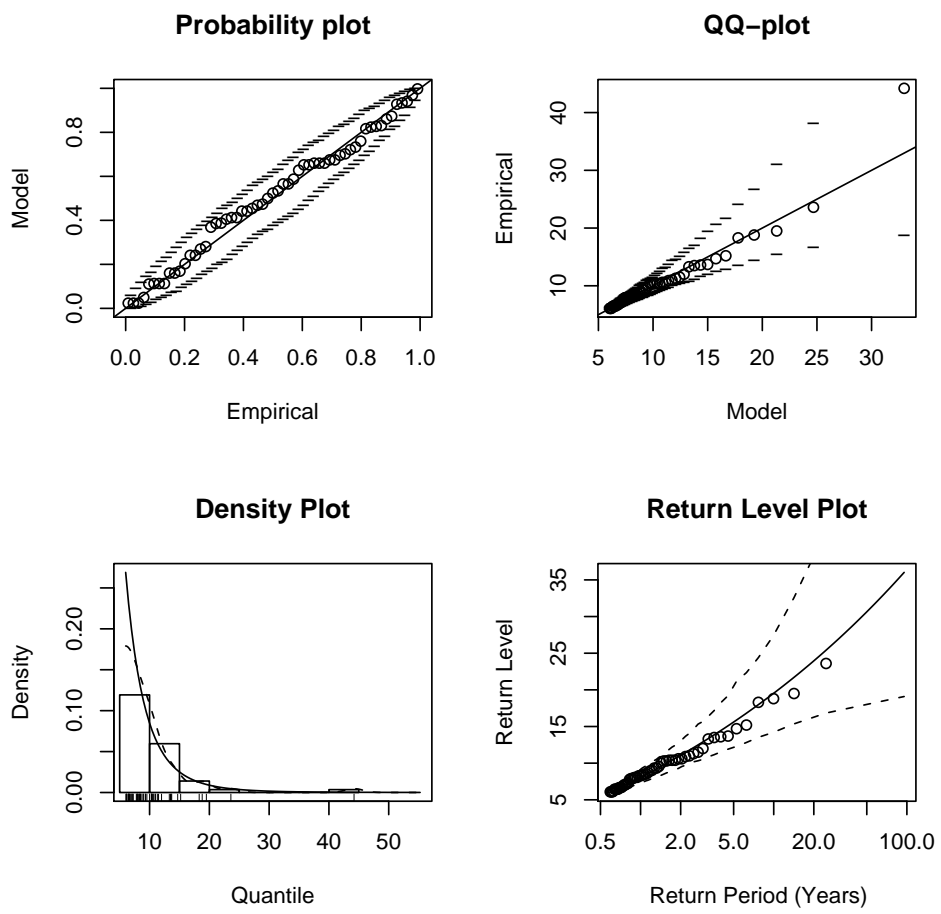 Probability plot
Model
0.0 0.4 0.8
0.0 0.2 0.4 0.6 0.8 1.0
Empirical
QQ−plot
Empirical
10 20 30 40
5 10 15 20 25 30
Model
Density Plot
Density
0.00 0.10 0.20
10 20 30 40 50
Quantile
Return Level Plot
Return Level
5 15 25 35
0.5 2.0 5.0 20.0 100.0
Return Period (Years)